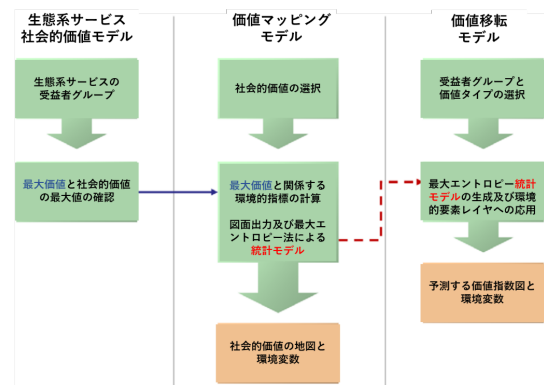 生態系サービス
社会的価値モデル
生態系サービスの
受益者グループ
最大価値と社会的価値
の最大値の確認
価値マッピング
モデル
社会的価値の選択
最大価値と関係する
環境的指標の計算
図面出力及び最大エ
ントロピー法による
統計モデル
社会的価値の地図と
環境変数
価値移転
モデル
受益者グループと
価値タイプの選択
最大エントロピー統計
モデルの生成及び環境
的要素レイヤへの応用
予測する価値指数図と
環境変数